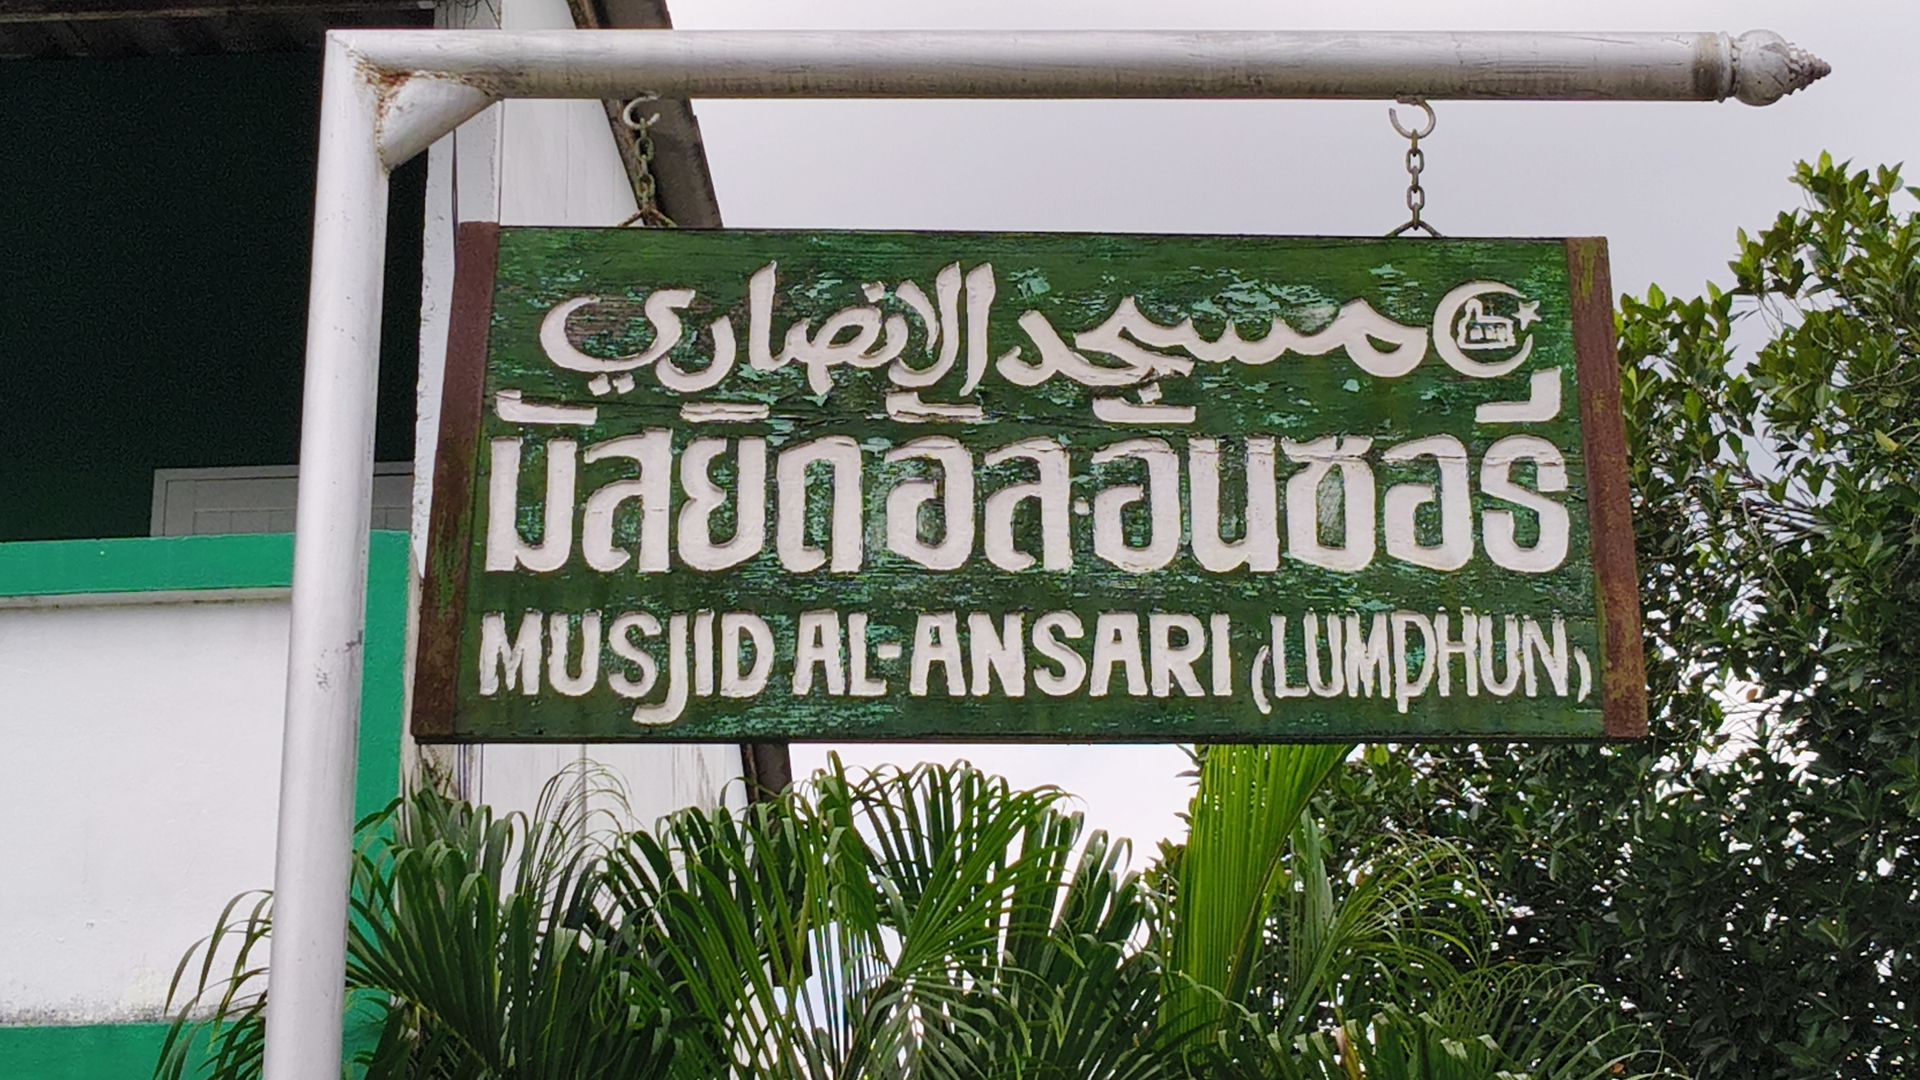 مسجد الانصاري
มัสยิดอัล-อันซอรี
MUSJID AL-ANSARI (LUMPHUN)